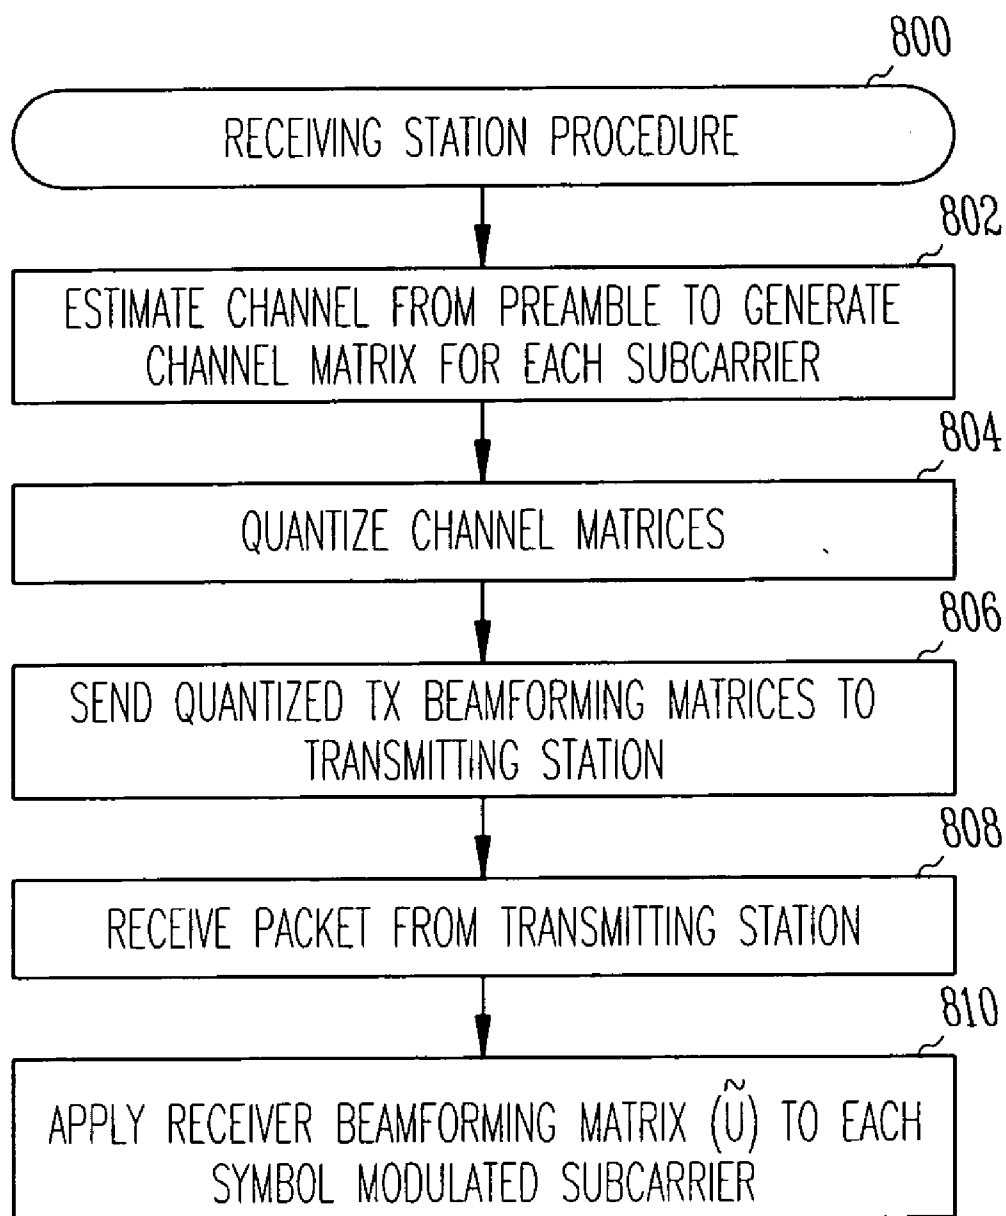 800
RECEIVING STATION PROCEDURE
802
ESTIMATE CHANNEL FROM PREAMBLE TO GENERATE
CHANNEL MATRIX FOR EACH SUBCARRIER
804
QUANTIZE CHANNEL MATRICES
806
SEND QUANTIZED TX BEAMFORMING MATRICES TO
TRANSMITTING STATION
808
RECEIVE PACKET FROM TRANSMITTING STATION
810
APPLY RECEIVER BEAMFORMING MATRIX (Ũ) TO EACH
SYMBOL MODULATED SUBCARRIER